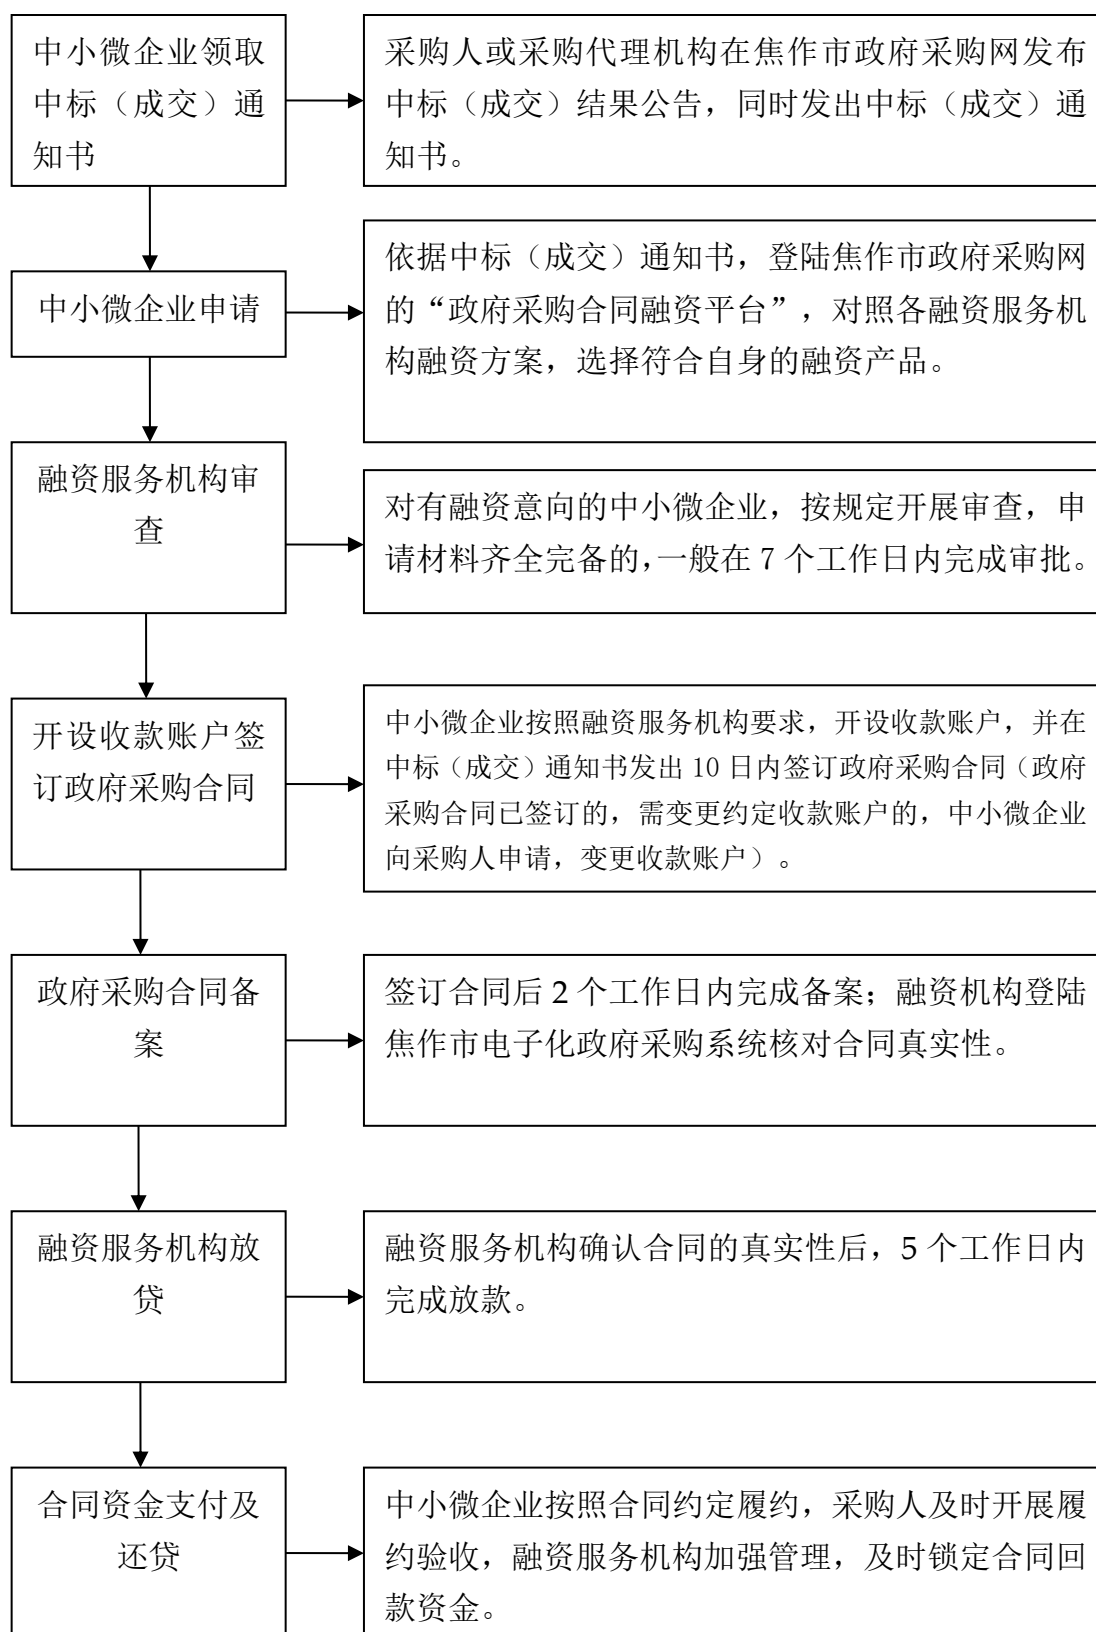 中小微企业领取
中标（成交）通
知书
采购人或采购代理机构在焦作市政府采购网发布
中标（成交）结果公告，同时发出中标（成交）通
知书。
中小微企业申请
依据中标（成交）通知书，登陆焦作市政府采购网
的“政府采购合同融资平台”，对照各融资服务机
构融资方案，选择符合自身的融资产品。
融资服务机构审
查
对有融资意向的中小微企业，按规定开展审查，申
请材料齐全完备的，一般在 7 个工作日内完成审批。
开设收款账户签
订政府采购合同
中小微企业按照融资服务机构要求，开设收款账户，并在
中标（成交）通知书发出 10 日内签订政府采购合同（政府
采购合同已签订的，需变更约定收款账户的，中小微企业
向采购人申请，变更收款账户）。
政府采购合同备
案
签订合同后 2 个工作日内完成备案；融资机构登陆
焦作市电子化政府采购系统核对合同真实性。
融资服务机构放
贷
融资服务机构确认合同的真实性后，5 个工作日内
完成放款。
合同资金支付及
还贷
中小微企业按照合同约定履约，采购人及时开展履
约验收，融资服务机构加强管理，及时锁定合同回
款资金。